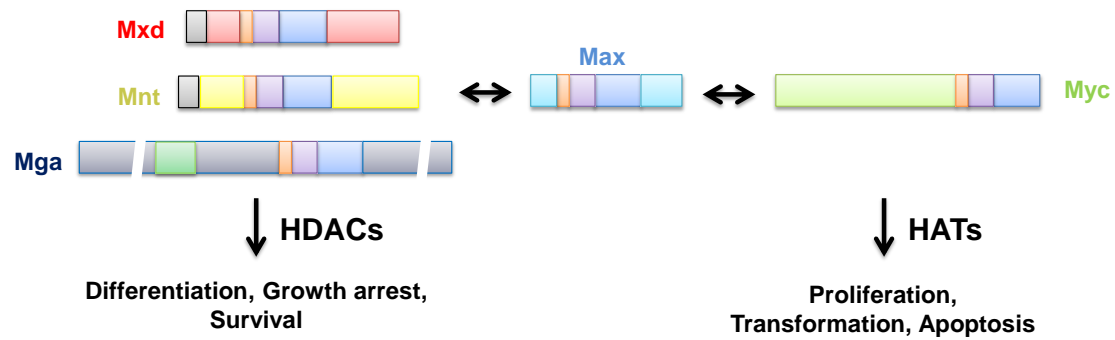 Mxd
Max
Mnt
Myc
Mga
HDACs
HATs
Differentiation, Growth arrest,
Survival
Proliferation,
Transformation, Apoptosis